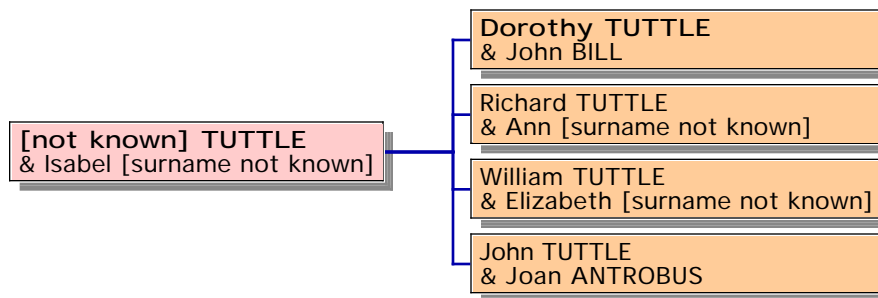 [not known] TUTTLE
& Isabel [surname not known]
Dorothy TUTTLE
& John BILL
Richard TUTTLE
& Ann [surname not known]
William TUTTLE
& Elizabeth [surname not known]
John TUTTLE
& Joan ANTROBUS